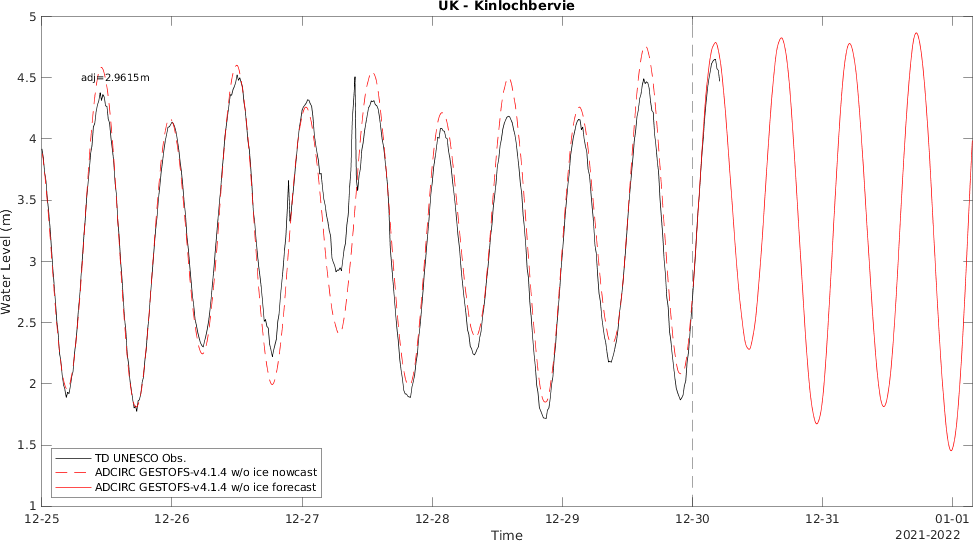 UK - Kinlochbervie
5
4.5
4
3.5
3
2.5
2
1.5
1
Water Level (m)
adj=2.9615m
TD UNESCO Obs.
ADCIRC GESTOFS-v4.1.4 w/o ice nowcast
ADCIRC GESTOFS-v4.1.4 w/o ice forecast
12-25 12-26 12-27 12-28 12-29 12-30 12-31 01-01
Time
2021-2022